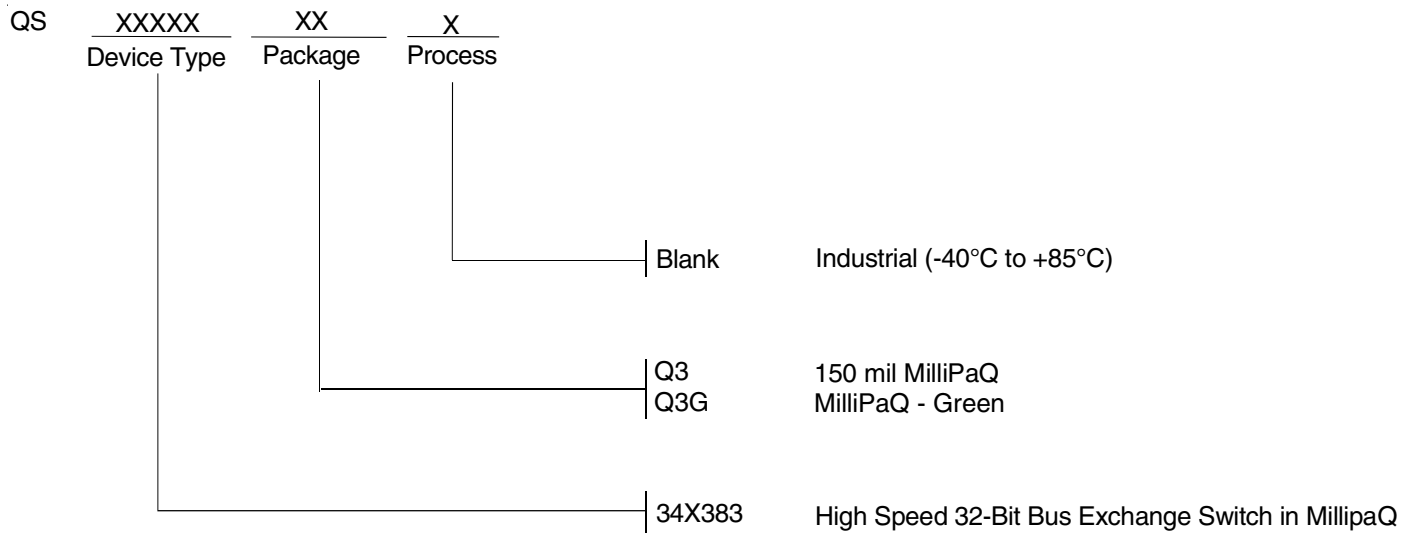 QS XXXXX XX X
Device Type Package Process
Blank Industrial (-40°C to +85°C)
Q3 150 mil MilliPaQ
Q3G MilliPaQ - Green
34X383 High Speed 32-Bit Bus Exchange Switch in MillipaQ